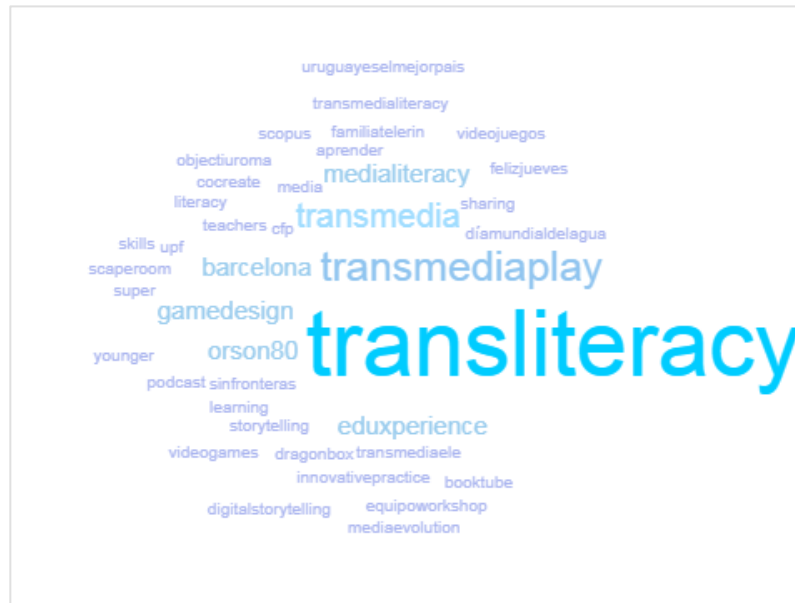 uruguayeselmejorpais
transmedialiteracy
scopus familiatelerin videojuegos
aprender
objectiuroma medialiteracy felizjueves
cocreate media
literacy transmedia sharing
teachers cfp díamundialdelagua
skills upf
scaperoom barcelona transmediaplay
super
gamedesign
transliteracy
younger orson80
podcast sinfronteras
learning
storytelling eduxperience
videogames dragonbox transmediaele
innovativepractice booktube
digitalstorytelling equipoworkshop
mediaevolution